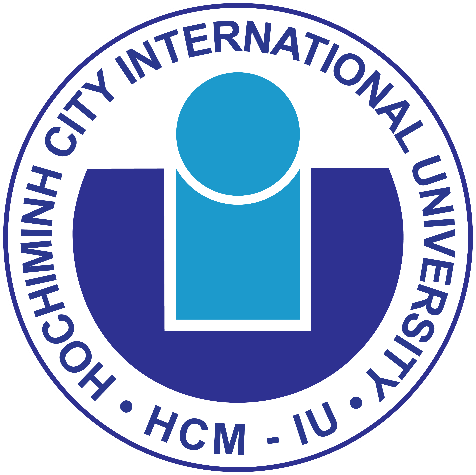 HOCHIMINH CITY INTERNATIONAL UNIVERSITY
• HCM - IU •